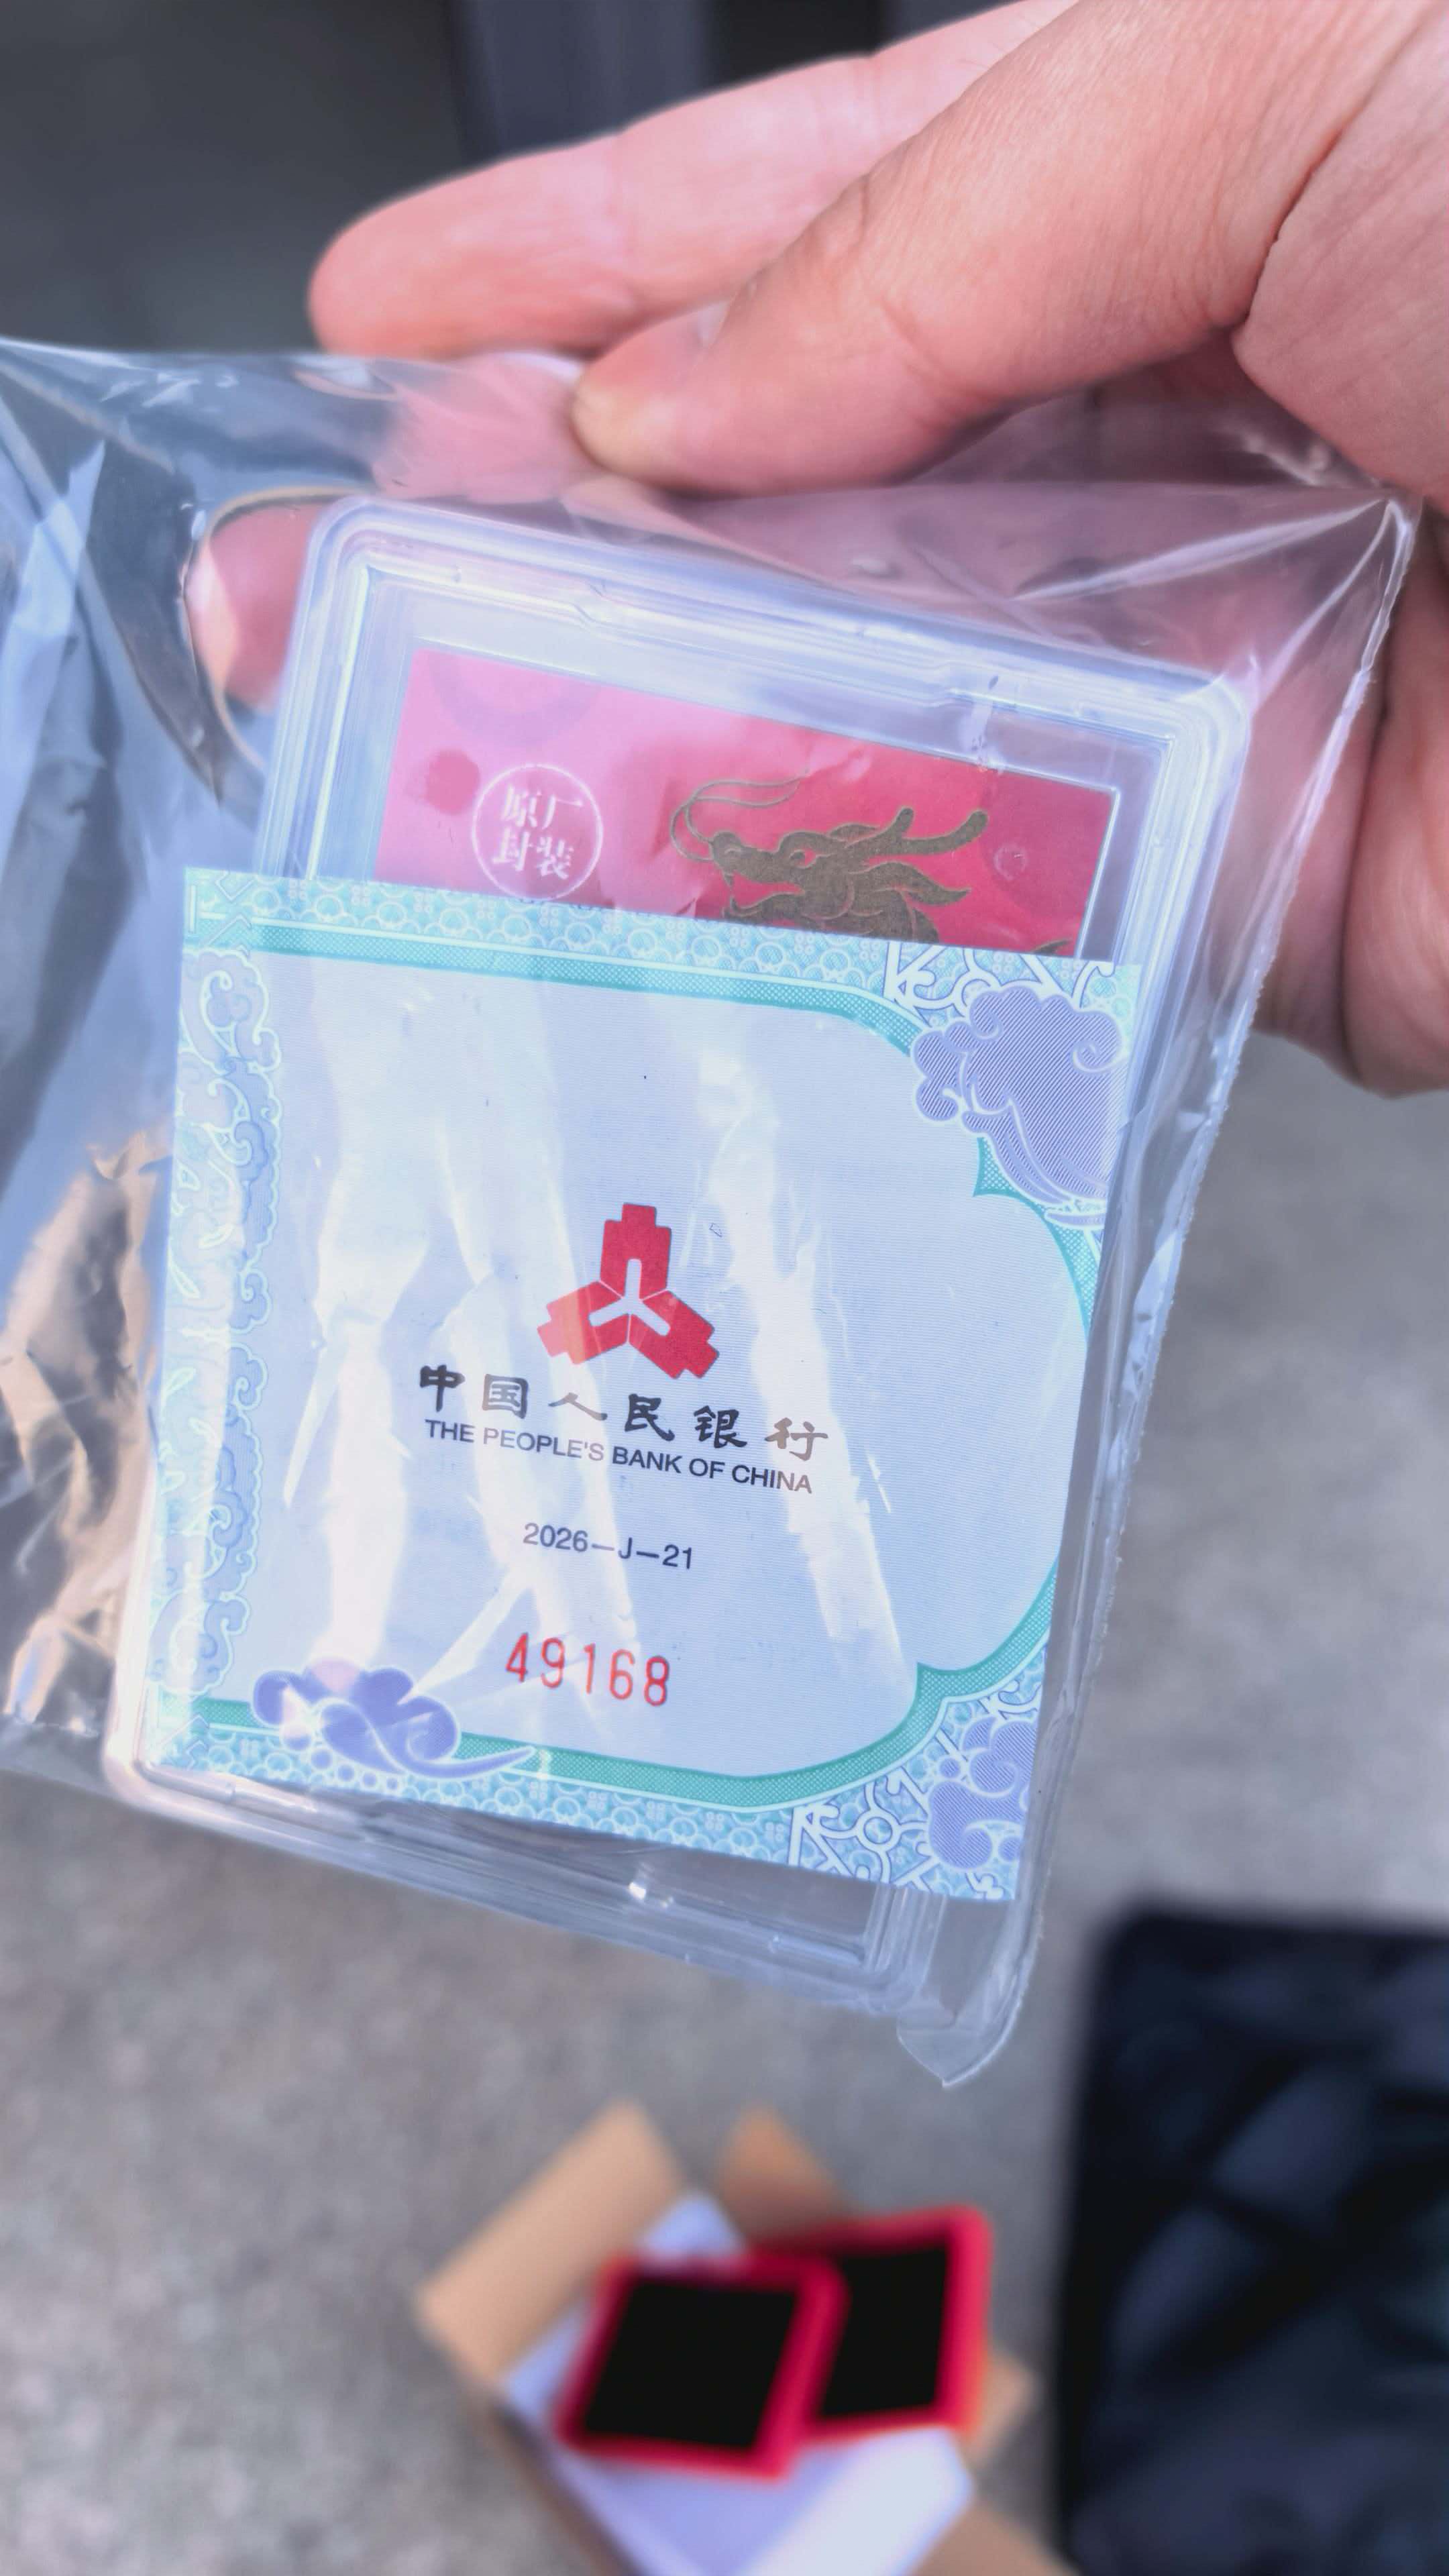 原厂
封装
中国人民银行
THE PEOPLE'S BANK OF CHINA
2026—J—21
49168